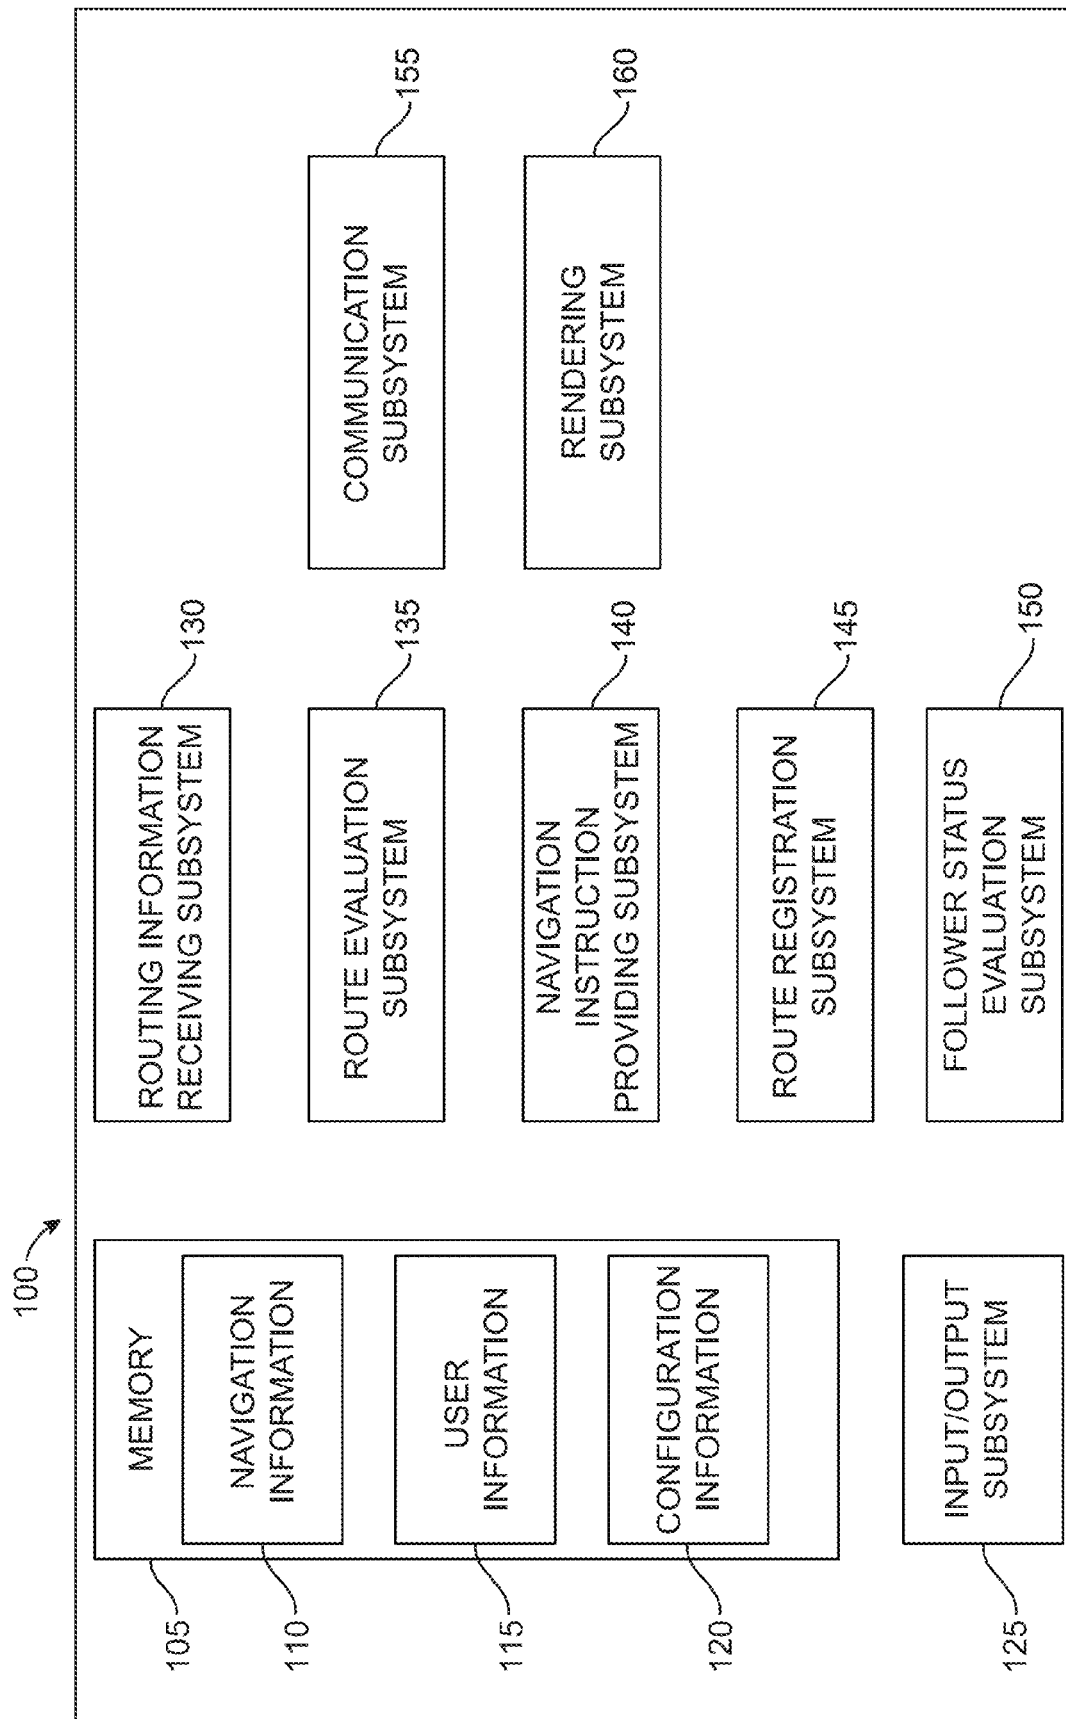 100
MEMORY
NAVIGATION
INFORMATION
USER
INFORMATION
CONFIGURATION
INFORMATION
INPUT/OUTPUT
SUBSYSTEM
105
110
115
120
125
ROUTING INFORMATION
RECEIVING SUBSYSTEM
130
ROUTE EVALUATION
SUBSYSTEM
135
NAVIGATION
INSTRUCTION
PROVIDING SUBSYSTEM
140
ROUTE REGISTRATION
SUBSYSTEM
145
FOLLOWER STATUS
EVALUATION
SUBSYSTEM
150
COMMUNICATION
SUBSYSTEM
155
RENDERING
SUBSYSTEM
160